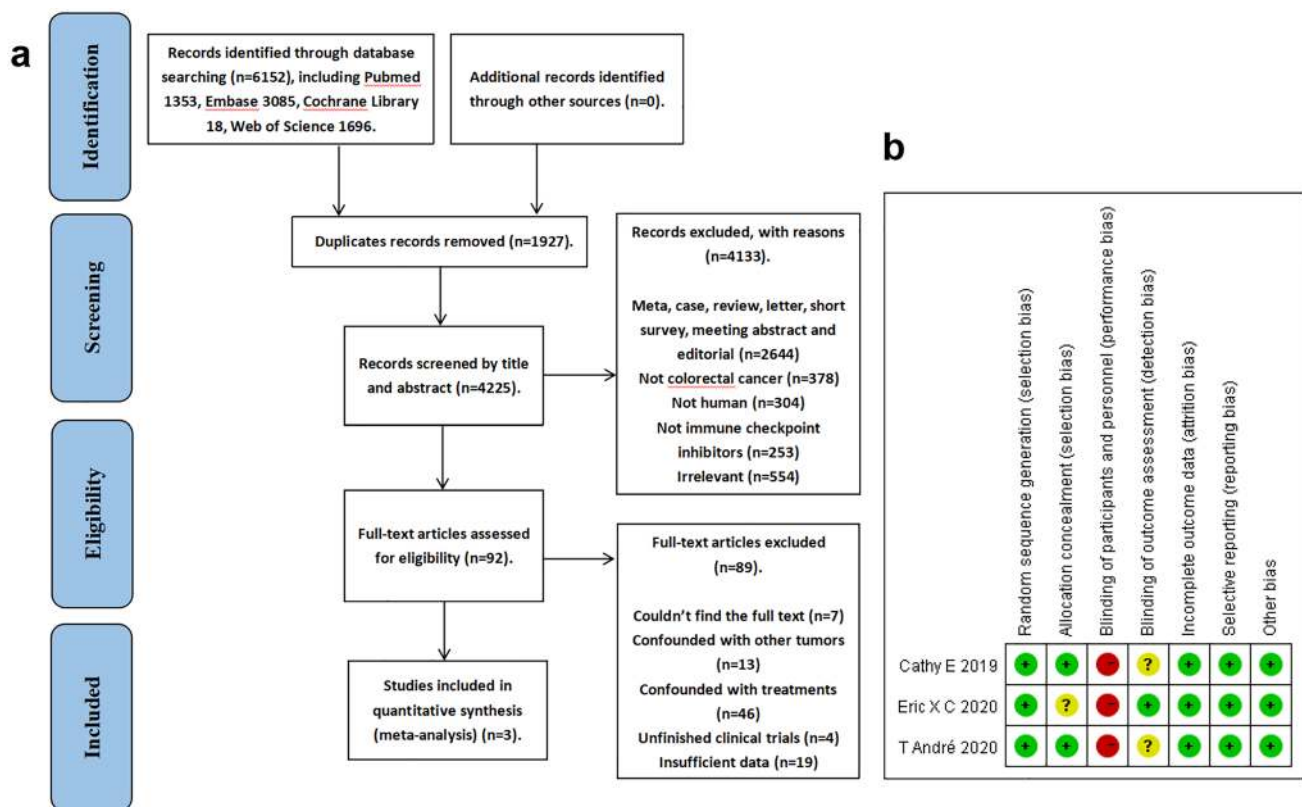 a
Identification
Records identified through database
searching (n=6152), including Pubmed
1353, Embase 3085, Cochrane Library
18, Web of Science 1696.
Additional records identified
through other sources (n=0).
Screening
Duplicates records removed (n=1927).
Records screened by title
and abstract (n=4225).
Records excluded, with reasons
(n=4133).
Meta, case, review, letter, short
survey, meeting abstract and
editorial (n=2644)
Not colorectal cancer (n=378)
Not human (n=304)
Not immune checkpoint
inhibitors (n=253)
Irrelevant (n=554)
Eligibility
Full-text articles assessed
for eligibility (n=92).
Full-text articles excluded
(n=89).
Couldn't find the full text (n=7)
Confounded with other tumors
(n=13)
Confounded with treatments
(n=46)
Unfinished clinical trials (n=4)
Insufficient data (n=19)
Included
Studies included in
quantitative synthesis
(meta-analysis) (n=3).
b
Random sequence generation (selection bias)
Allocation concealment (selection bias)
Blinding of participants and personnel (performance bias)
Blinding of outcome assessment (detection bias)
Incomplete outcome data (attrition bias)
Selective reporting (reporting bias)
Other bias
Cathy E 2019 + + - ? + + +
Eric X C 2020 + ? - + + + +
T André 2020 + + - ? + + +